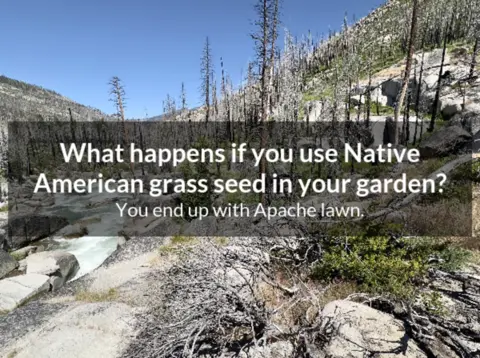 What happens if you use Native
American grass seed in your garden?
You end up with Apache lawn.